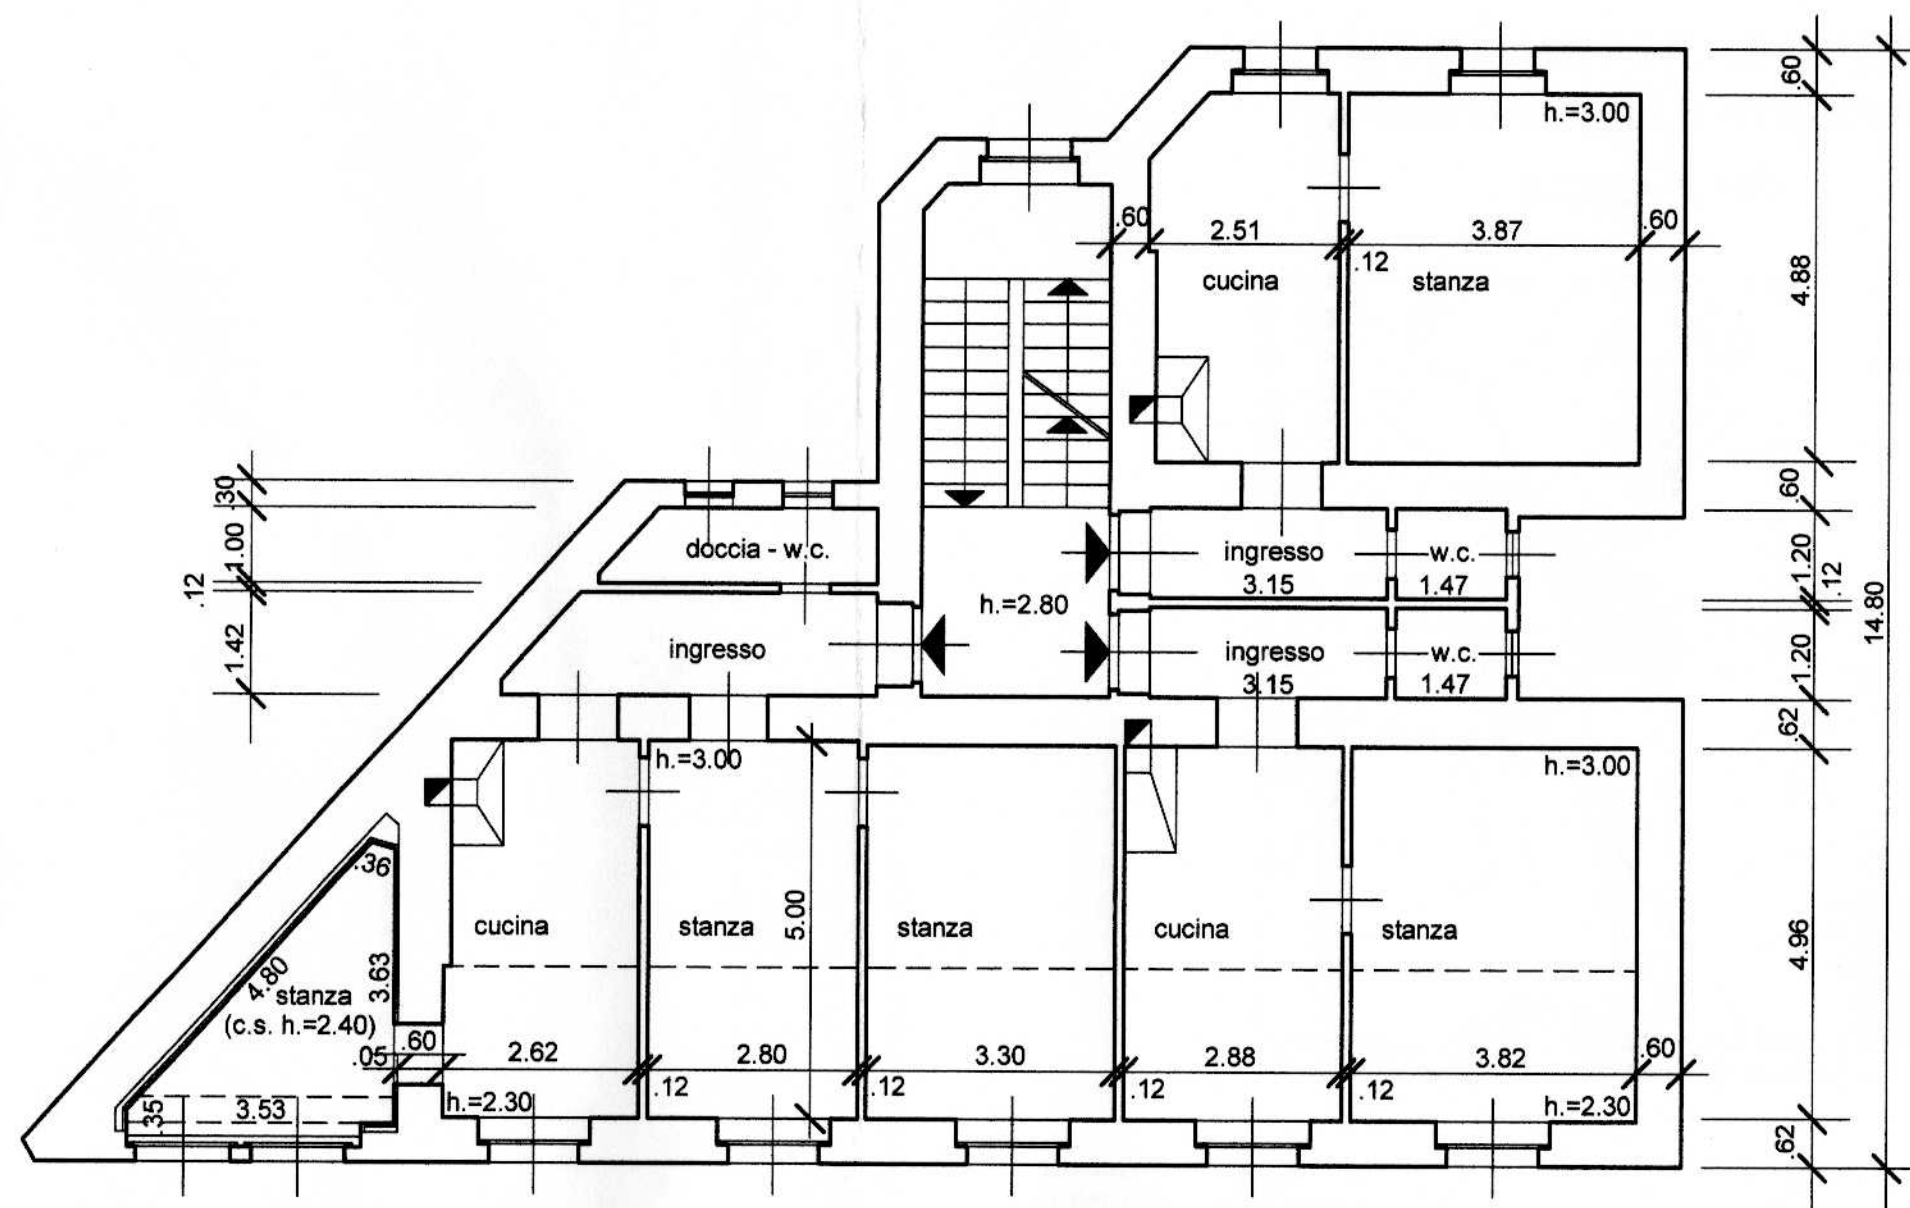 .60
h.=3.00
.60
2.51
3.87
.60
.12
cucina
stanza
4.88
.30
.60
1.00
doccia - w.c.
ingresso
w.c.
1.20
3.15
1.47
.12
.12
h.=2.80
14.80
1.42
ingresso
ingresso
w.c.
1.20
3.15
1.47
.62
h.=3.00
h.=3.00
.36
5.00
cucina
stanza
stanza
cucina
stanza
4.96
4.80
3.63
stanza
(c.s. h.=2.40)
.60
.05
2.62
2.80
3.30
2.88
3.82
.60
.12
.12
.12
.12
.35
3.53
h.=2.30
h.=2.30
.62